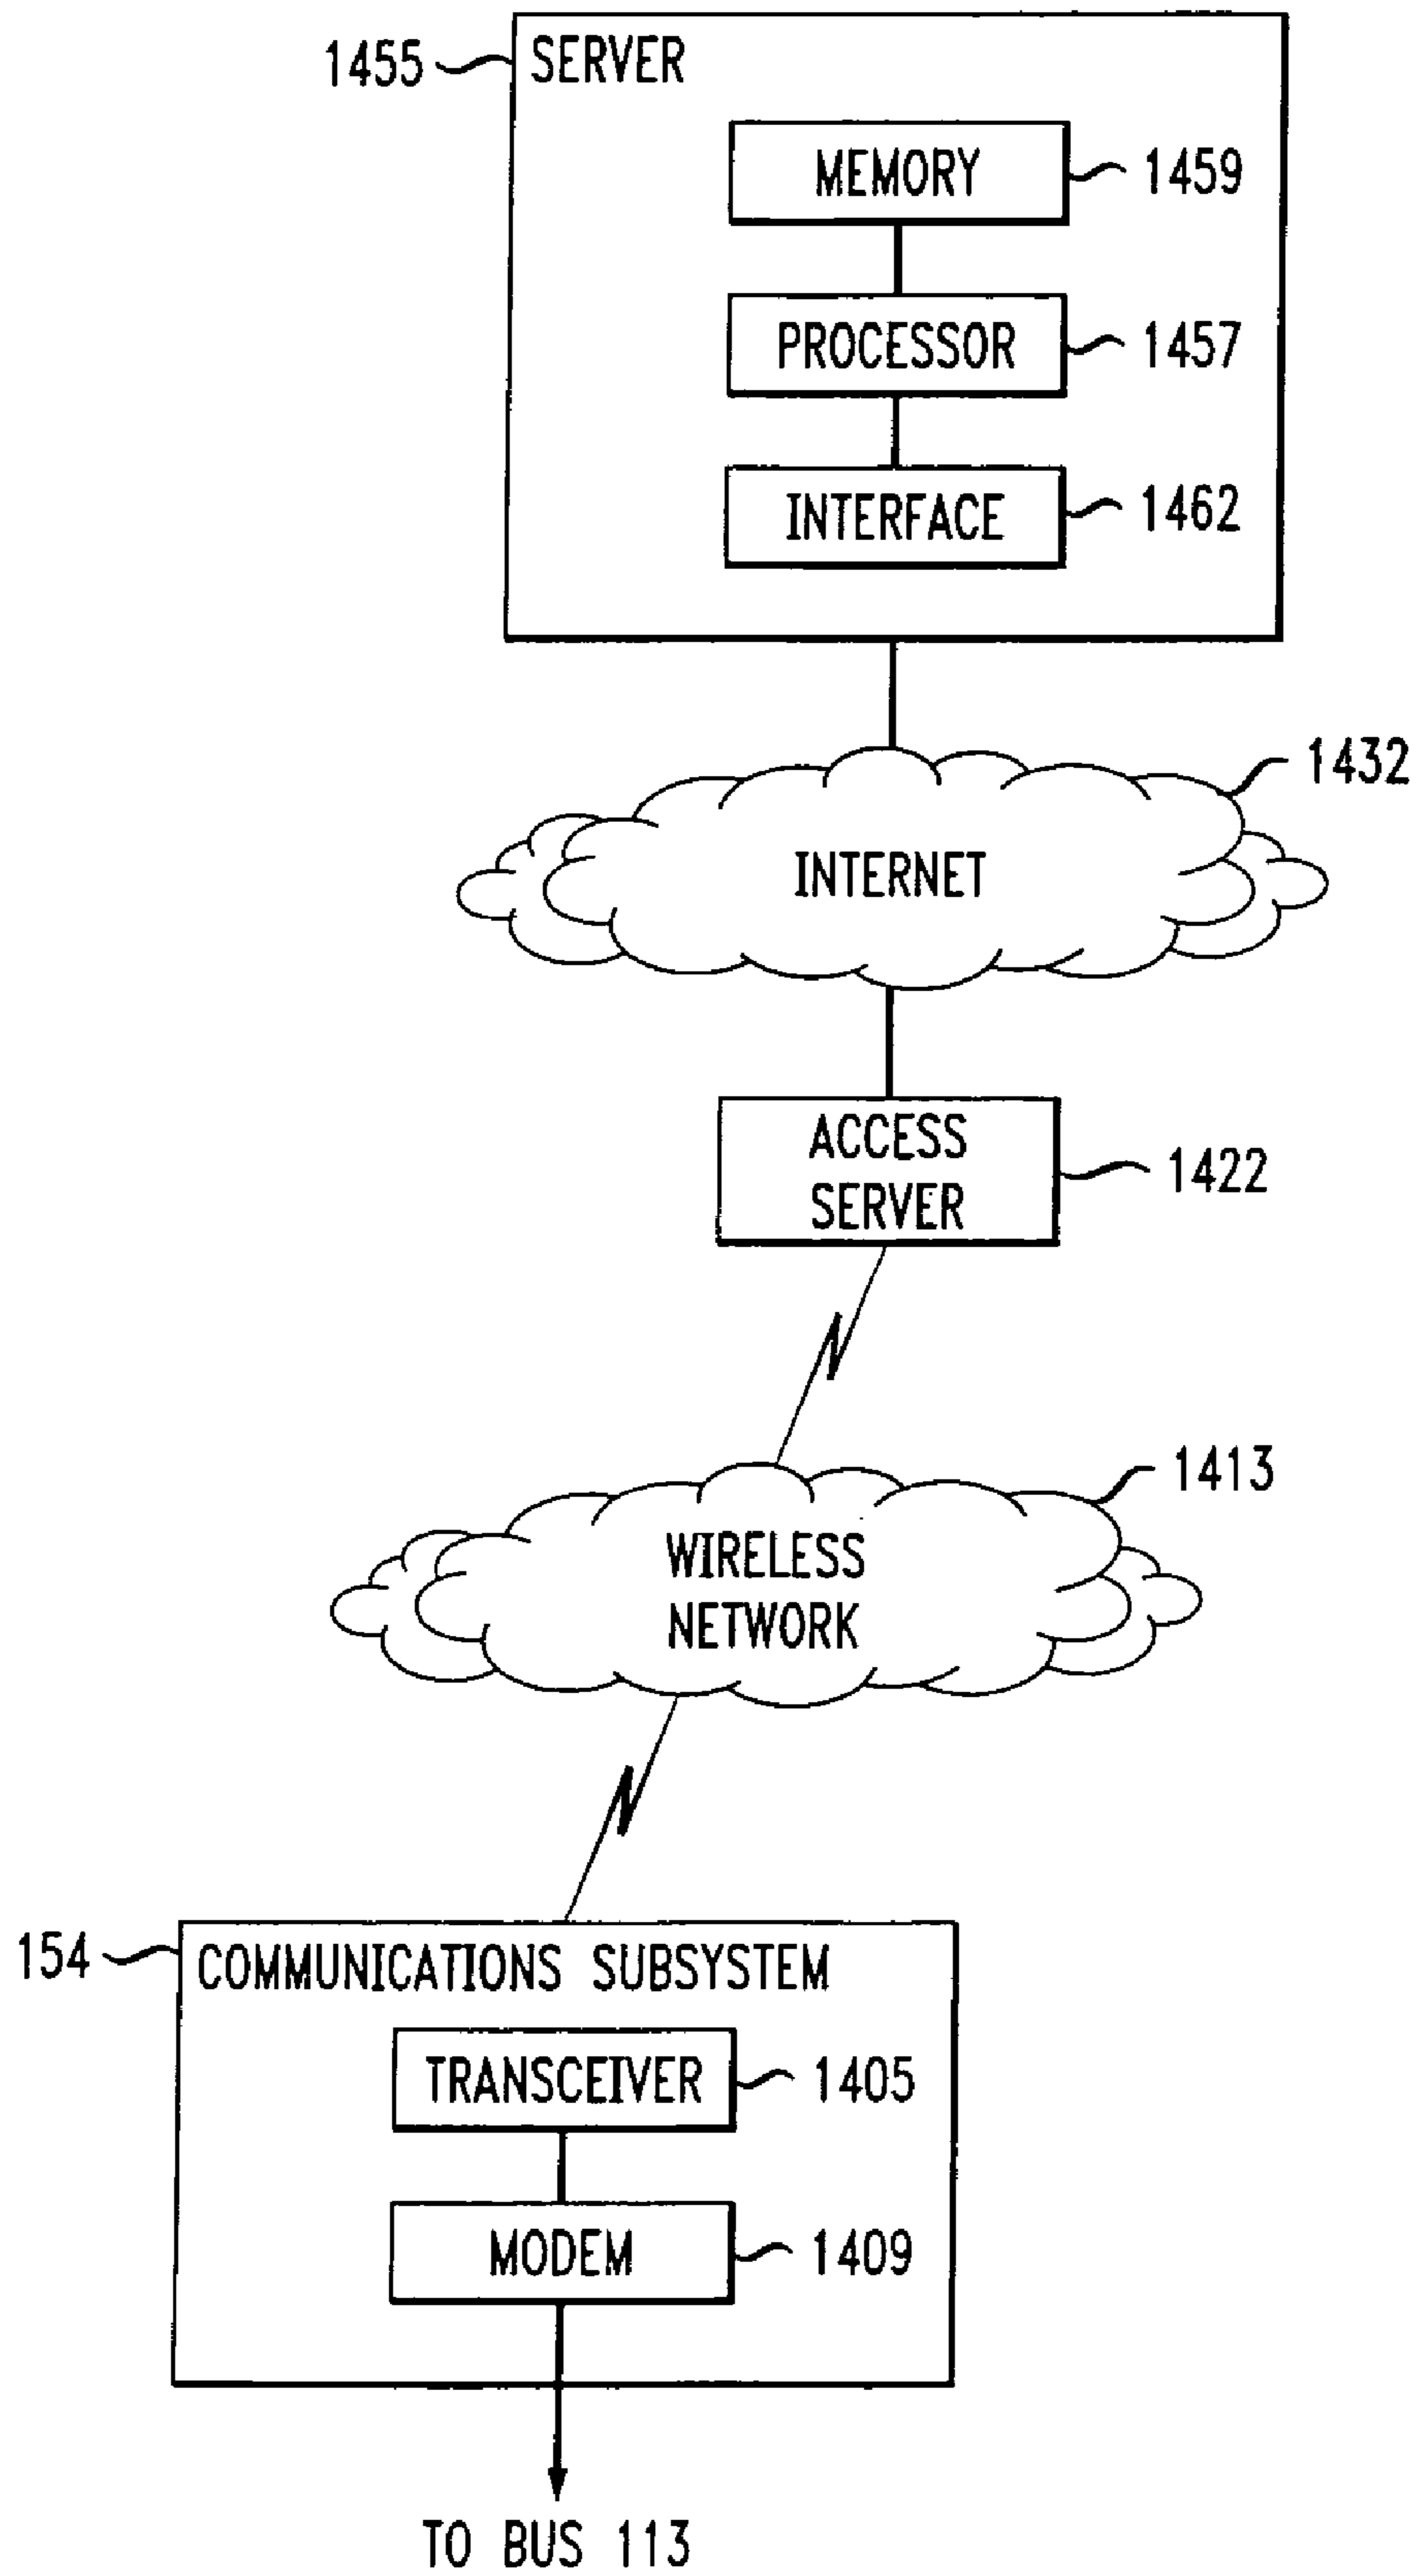 1455 SERVER
MEMORY 1459
PROCESSOR 1457
INTERFACE 1462
1432
INTERNET
ACCESS
SERVER
1422
1413
WIRELESS
NETWORK
154 COMMUNICATIONS SUBSYSTEM
TRANSCEIVER 1405
MODEM 1409
TO BUS 113